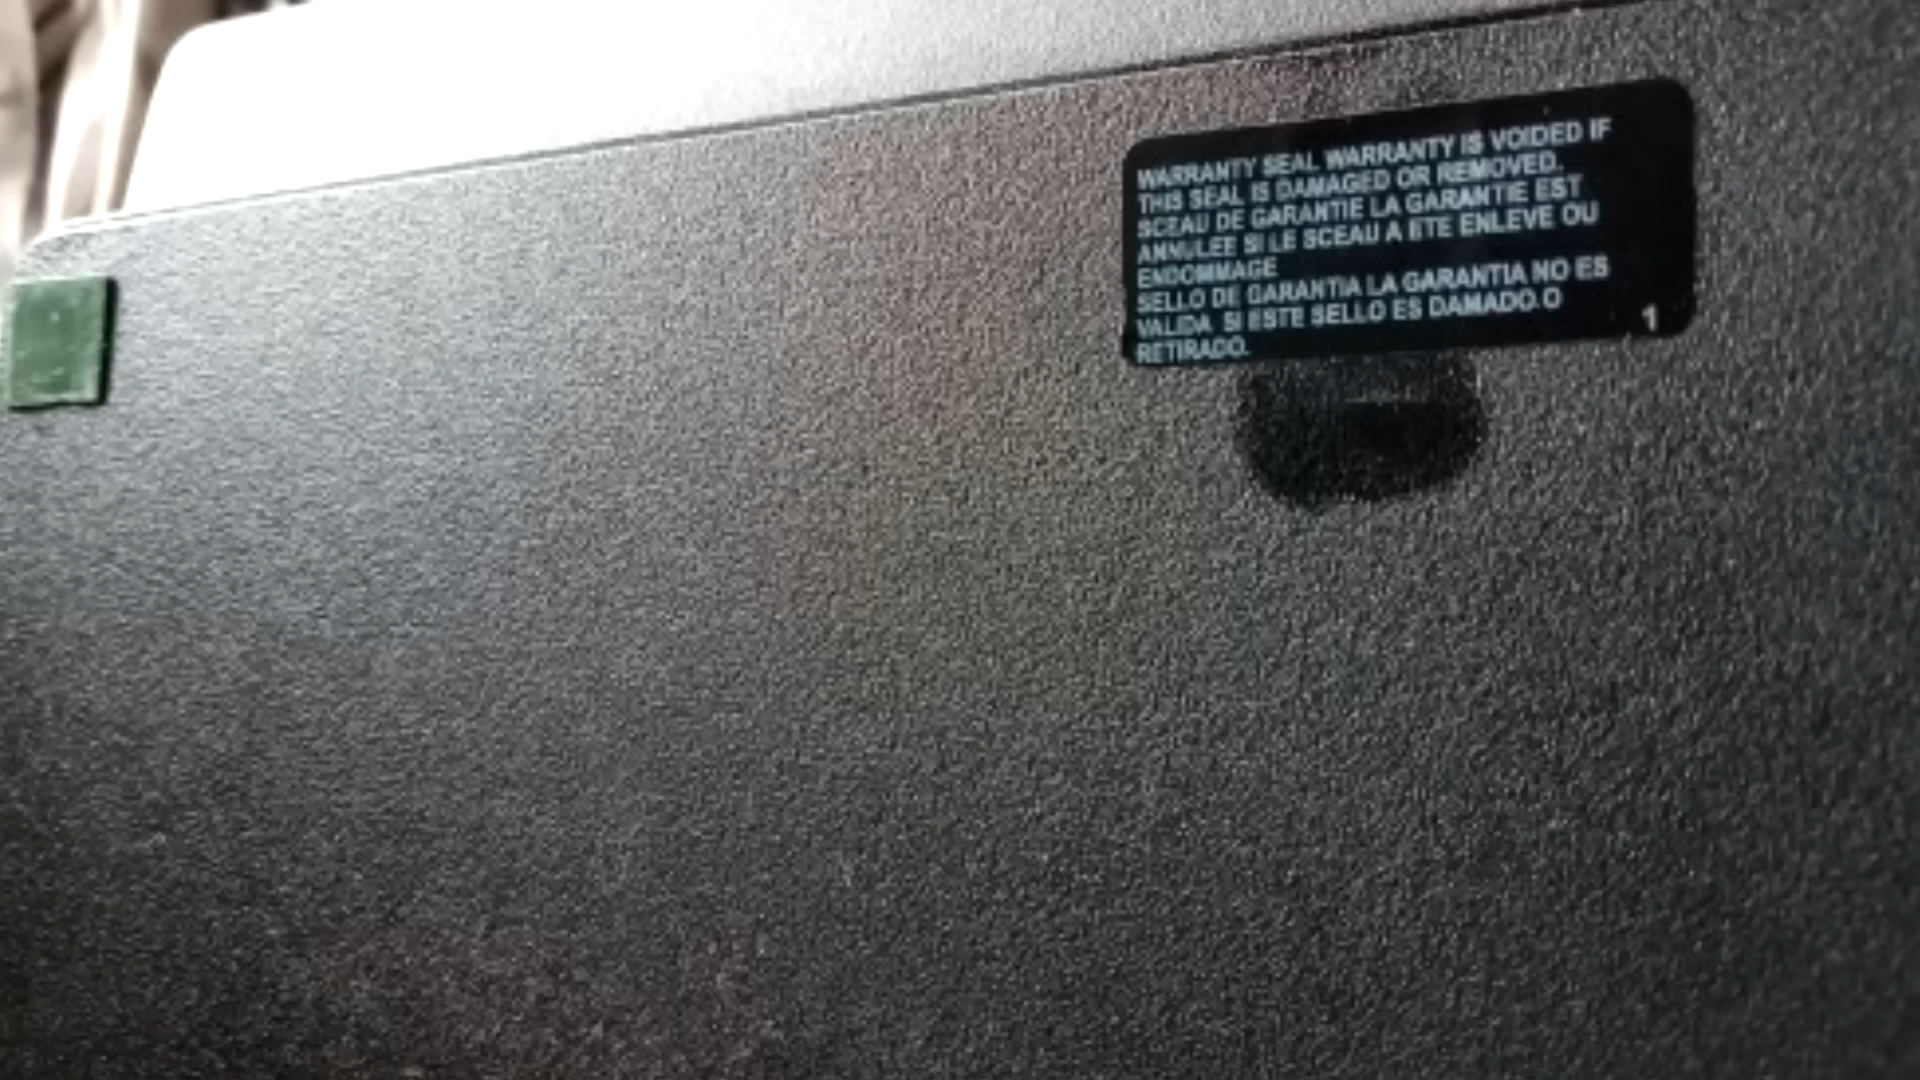 WARRANTY SEAL WARRANTY IS VOIDED IF
THIS SEAL IS DAMAGED OR REMOVED.
SCEAU DE GARANTIE LA GARANTIE EST
ANNULEE SI LE SCEAU A ETE ENLEVE OU
ENDOMMAGE
SELLO DE GARANTIA LA GARANTIA NO ES
VALIDA SI ESTE SELLO ES DAMADO.O
RETIRADO.
1